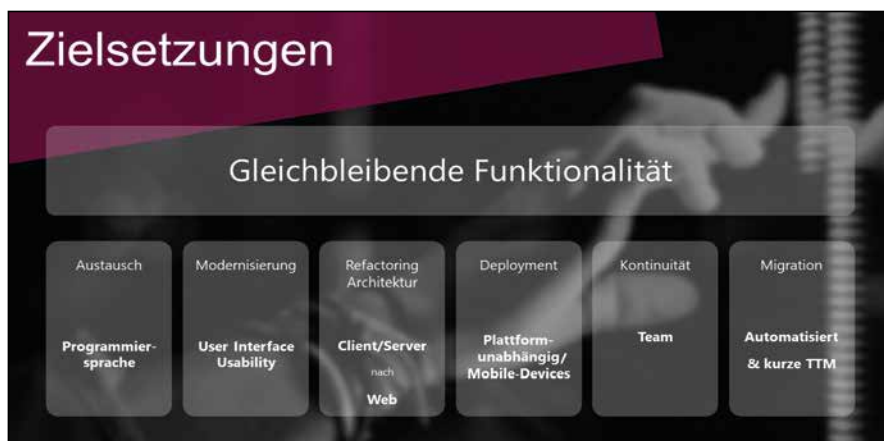 Zielsetzungen
Gleichbleibende Funktionalität
Austausch
Programmier-
sprache
Modernisierung
User Interface
Usability
Refactoring
Architektur
Client/Server
nach
Web
Deployment
Plattform-
unabhängig/
Mobile-Devices
Kontinuität
Team
Migration
Automatisiert
& kurze TTM